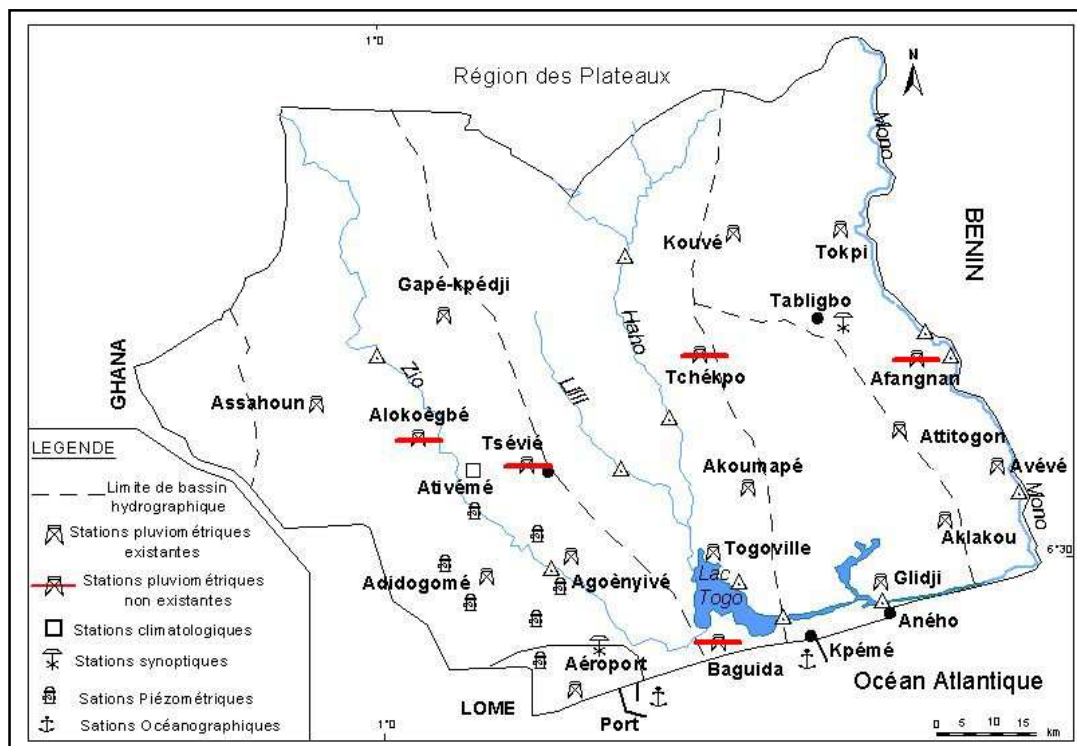 1°0
Région des Plateaux
N
Mono
BENIN
Kouvé
Tokpi
Gapé-kpédji
Tabligbo
Haho
GHANA
Zio
Lilli
Tchékpo
Afangnan
Assahoun
Alokoègbé
Tsévié
Attitogon
Avévé
Akoumapé
Ativémé
Mono
Aklakou
6°30
Togoville
Lac
Togo
Glidji
Adidogomé
Agoènyivé
Aného
Kpémé
Aéroport
Baguida
Océan Atlantique
LOME
Port
1°0
0 5 10 15
km
LEGENDE
Limite de bassin
hydrographique
Stations pluviométriques
existantes
Stations pluviométriques
non existantes
Stations climatologiques
Stations synoptiques
Sations Piézométriques
Sations Océanographiques